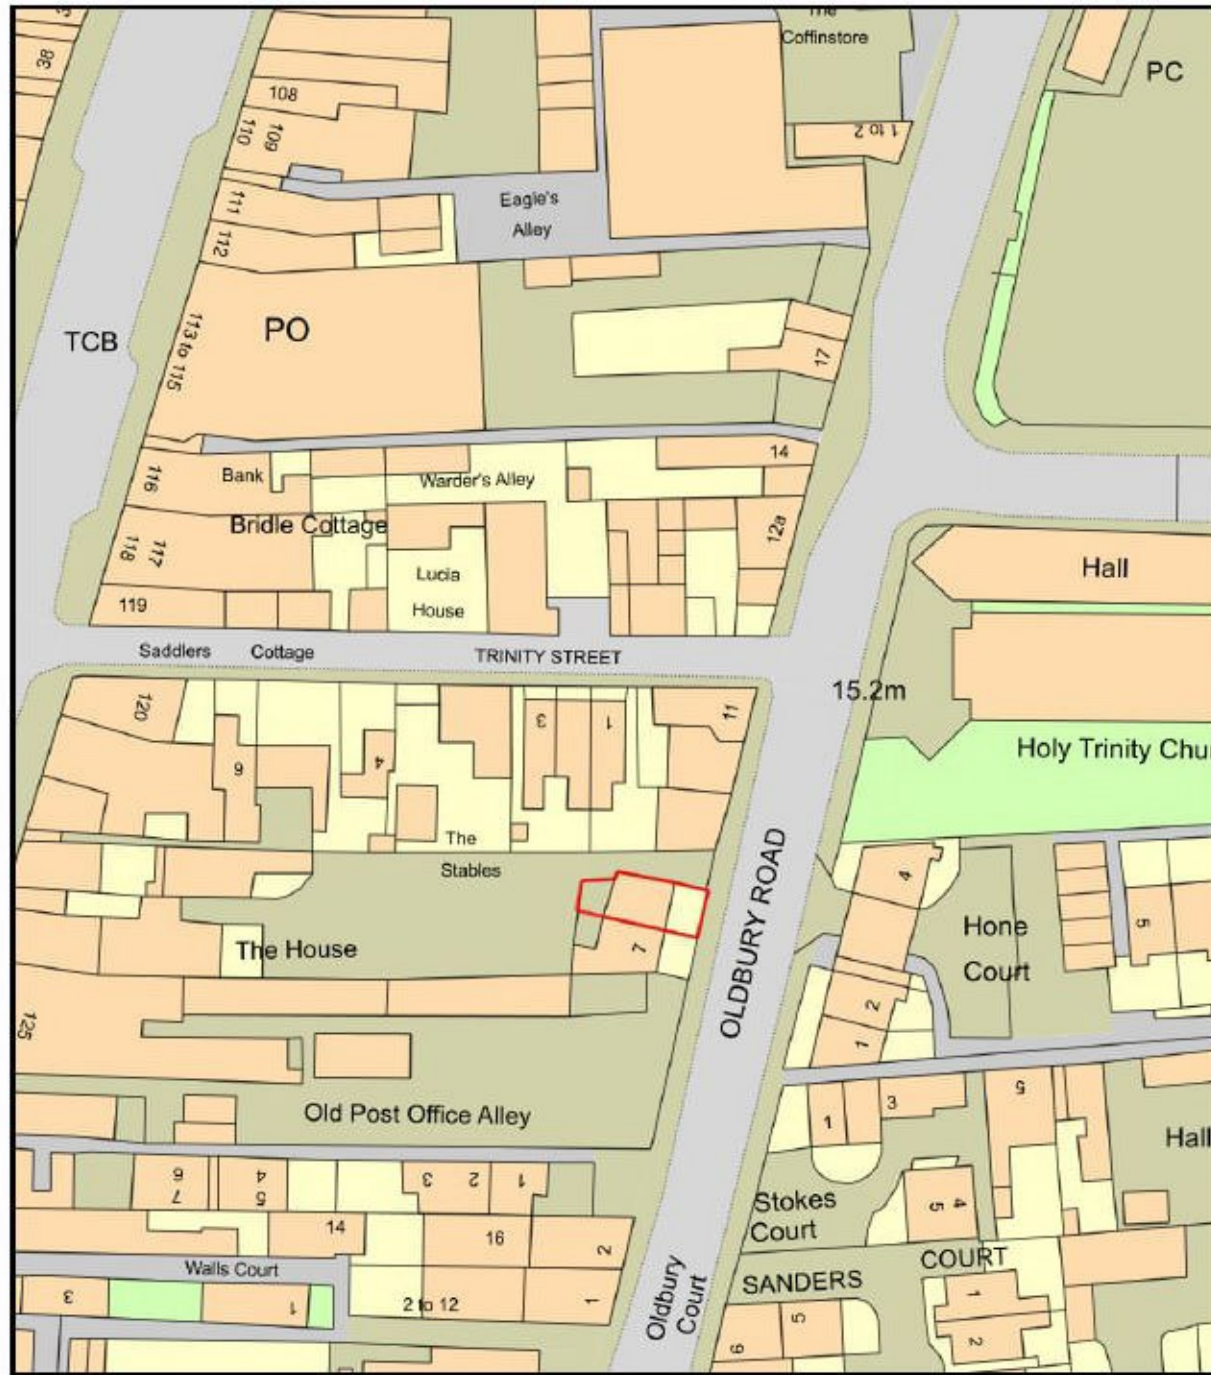 38
108
110
109
111
112
The
Coffinstore
PC
1 to 2
Eagle's
Alley
TCB
113 to 115
PO
17
116
Bank
Warder's Alley
14
Bridle Cottage
118
117
12a
Lucia
House
119
Hall
Saddlers Cottage
TRINITY STREET
15.2m
120
6
4
3
1
11
Holy Trinity Chu
The
Stables
OLDBURY ROAD
4
Hone
Court
5
The House
7
2
1
125
Old Post Office Alley
1
3
5
Hall
6
7
4
5
3
2
1
Stokes
Court
5
4
14
16
2
Walls Court
SANDERS COURT
3
1
2 to 12
1
Oldbury
Court
6
5
1
2